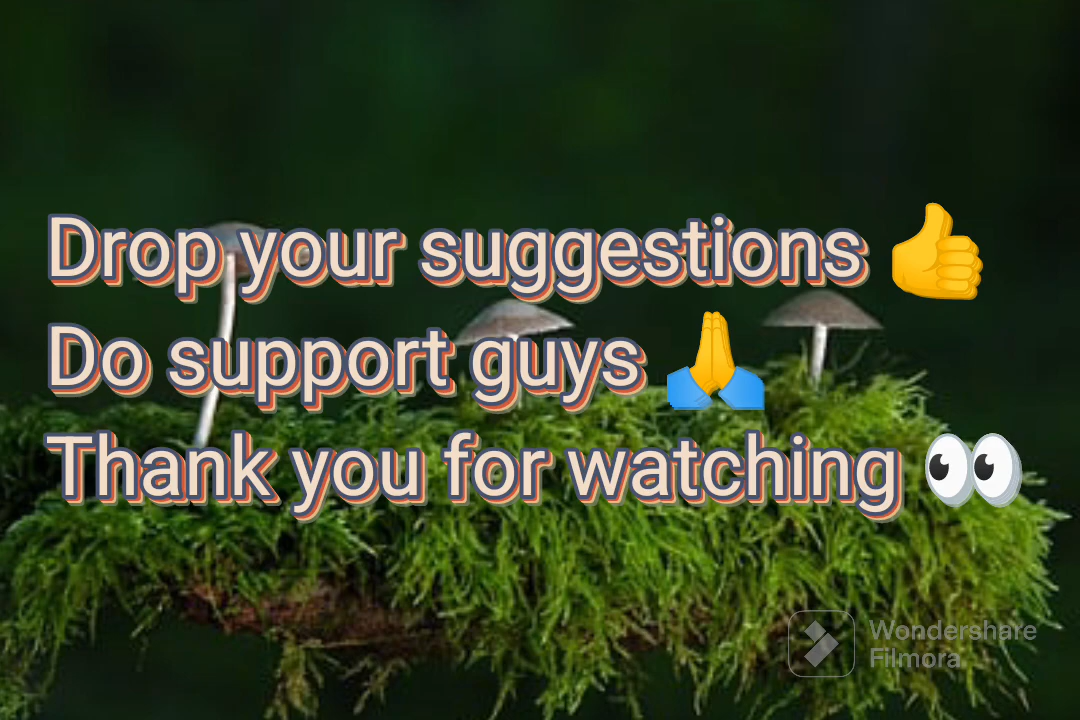 Drop your suggestions 👍
Do support guys 🙏
Thank you for watching 👀
Wondershare
Filmora